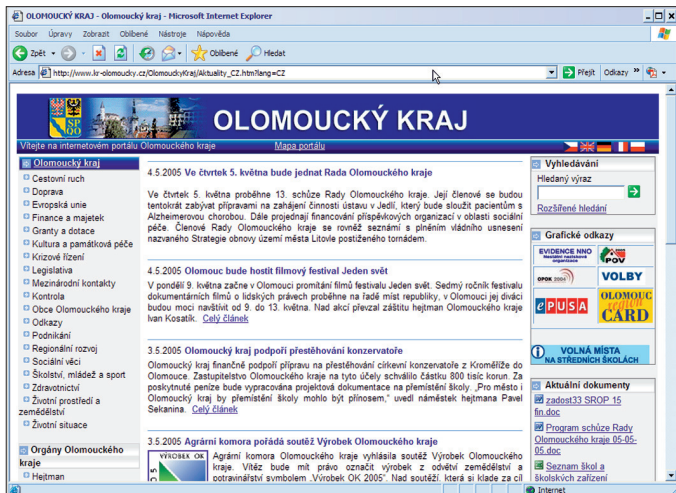 OLOMOUCKÝ KRAJ - Olomoucký kraj - Microsoft Internet Explorer
Soubor Úpravy Zobrazit Oblíbené Nástroje Nápověda
Zpět Oblíbené Hledat
Adresa http://www.kr-olomoucky.cz/OlomouckyKraj/Aktuality_CZ.htm?lang=CZ Přejít Odkazy »
OLOMOUCKÝ KRAJ
Vítejte na internetovém portálu Olomouckého kraje Mapa portálu
Olomoucký kraj
Cestovní ruch
Doprava
Evropská unie
Finance a majetek
Granty a dotace
Kultura a památková péče
Krizové řízení
Legislativa
Mezinárodní kontakty
Kontrola
Obce Olomouckého kraje
Odkazy
Podnikání
Regionální rozvoj
Sociální věci
Školství, mládež a sport
Zdravotnictví
Životní prostředí a
zemědělství
Životní situace
Orgány Olomouckého
kraje
Hejtman
4.5.2005 Ve čtvrtek 5. května bude jednat Rada Olomouckého kraje
Ve čtvrtek 5. května proběhne 13. schůze Rady Olomouckého kraje. Její členové se budou
tentokrát zabývat přípravami na zahájení činnosti ústavu v Jedlí, který bude sloužit pacientům s
Alzheimerovou chorobou. Dále projednají financování příspěvkových organizací v oblasti sociální
péče. Členové Rady Olomouckého kraje se rovněž seznámí s plněním vládního usnesení
nazvaného Strategie obnovy území města Litovle postiženého tornádem.
4.5.2005 Olomouc bude hostit filmový festival Jeden svět
V pondělí 9. května začne v Olomouci promítání filmů festivalu Jeden svět. Sedmý ročník festivalu
dokumentárních filmů o lidských právech proběhne na řadě míst republiky, v Olomouci jej diváci
budou moci navštívit od 9. do 13. května. Nad akcí převzal záštitu hejtman Olomouckého kraje
Ivan Kosatík. Celý článek
3.5.2005 Olomoucký kraj podpoří přestěhování konzervatoře
Olomoucký kraj finančně podpoří přípravu na přestěhování církevní konzervatoře z Kroměříže do
Olomouce. Zastupitelstvo Olomouckého kraje na tyto účely schválilo částku 800 tisíc korun. Za
poskytnuté peníze bude vypracována projektová dokumentace na přemístění školy. „Pro město i
Olomoucký kraj by přemístění školy mohlo být přínosem," uvedl náměstek hejtmana Pavel
Sekanina. Celý článek
3.5.2005 Agrární komora pořádá soutěž Výrobek Olomouckého kraje
VÝROBEK OK
Agrární komora Olomouckého kraje vyhlásila soutěž Výrobek Olomouckého
kraje. Vítěz bude mít právo označit výrobek z odvětví zemědělství a
potravinářství symbolem „Výrobek OK 2005". Nad soutěží, která si klade za cíl
Vyhledávání
Hledaný výraz
Rozšířené hledání
Grafické odkazy
EVIDENCE NNO
Nestátní nezisková
organizace
POV
OPOK 2004
VOLBY
ePUSA
OLOMOUC
region
CARD
VOLNÁ MÍSTA
NA STŘEDNÍCH ŠKOLÁCH
Aktuální dokumenty
zadost33 SROP 15
fin.doc
Program schůze Rady
Olomouckého kraje 05-05-
05.doc
Seznam škol a
školských zařízení
Internet